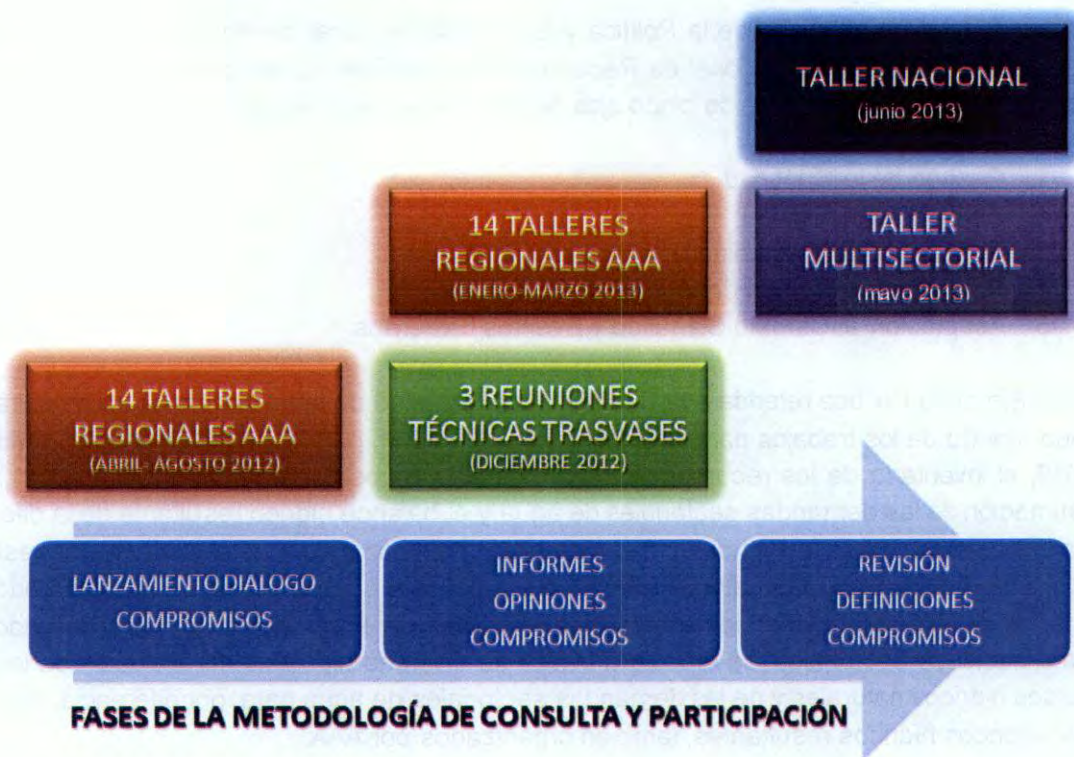 TALLER NACIONAL
(junio 2013)
14 TALLERES
REGIONALES AAA
(ENERO-MARZO 2013)
TALLER
MULTISECTORIAL
(mayo 2013)
14 TALLERES
REGIONALES AAA
(ABRIL- AGOSTO 2012)
3 REUNIONES
TÉCNICAS TRASVASES
(DICIEMBRE 2012)
LANZAMIENTO DIALOGO
COMPROMISOS
INFORMES
OPINIONES
COMPROMISOS
REVISIÓN
DEFINICIONES
COMPROMISOS
FASES DE LA METODOLOGÍA DE CONSULTA Y PARTICIPACIÓN